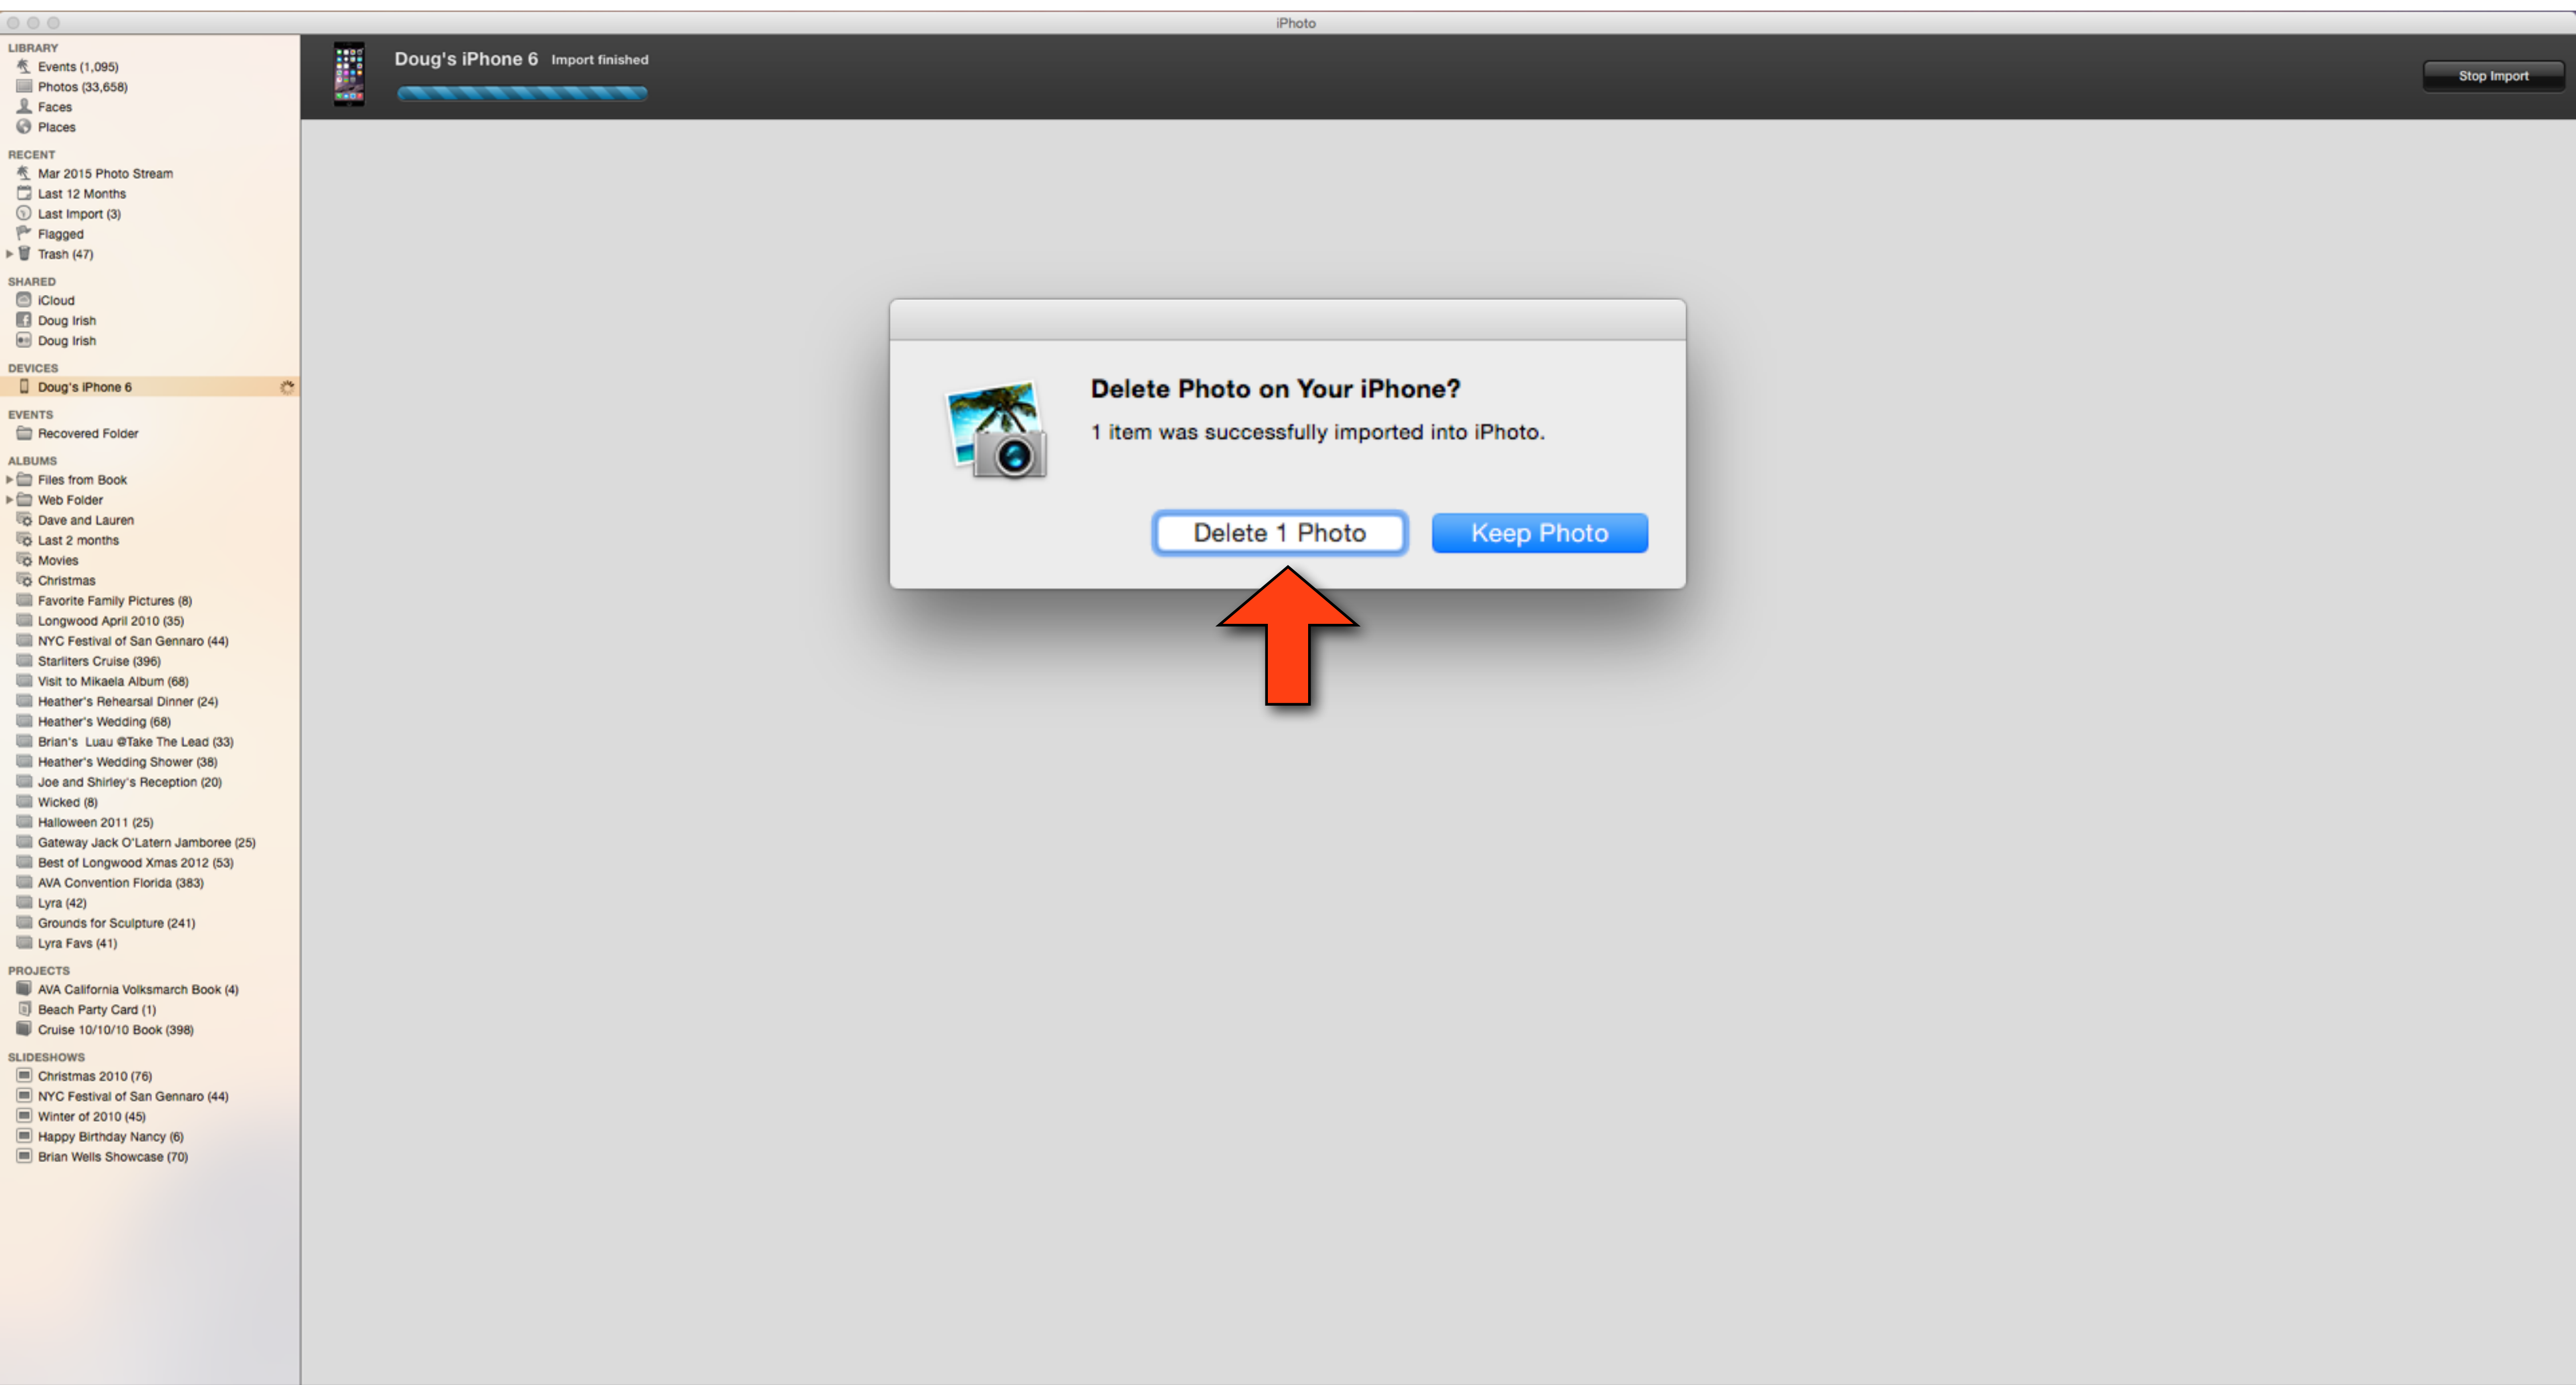 iPhoto
LIBRARY
Events (1,095)
Photos (33,658)
Faces
Places
RECENT
Mar 2015 Photo Stream
Last 12 Months
Last Import (3)
Flagged
Trash (47)
SHARED
iCloud
Doug Irish
Doug Irish
DEVICES
Doug's iPhone 6
EVENTS
Recovered Folder
ALBUMS
Files from Book
Web Folder
Dave and Lauren
Last 2 months
Movies
Christmas
Favorite Family Pictures (8)
Longwood April 2010 (35)
NYC Festival of San Gennaro (44)
Starliters Cruise (396)
Visit to Mikaela Album (68)
Heather's Rehearsal Dinner (24)
Heather's Wedding (68)
Brian's Luau @Take The Lead (33)
Heather's Wedding Shower (38)
Joe and Shirley's Reception (20)
Wicked (8)
Halloween 2011 (25)
Gateway Jack O'Latern Jamboree (25)
Best of Longwood Xmas 2012 (53)
AVA Convention Florida (383)
Lyra (42)
Grounds for Sculpture (241)
Lyra Favs (41)
PROJECTS
AVA California Volksmarch Book (4)
Beach Party Card (1)
Cruise 10/10/10 Book (398)
SLIDESHOWS
Christmas 2010 (76)
NYC Festival of San Gennaro (44)
Winter of 2010 (45)
Happy Birthday Nancy (6)
Brian Wells Showcase (70)
Doug's iPhone 6 Import finished
Stop Import
Delete Photo on Your iPhone?
1 item was successfully imported into iPhoto.
Delete 1 Photo Keep Photo